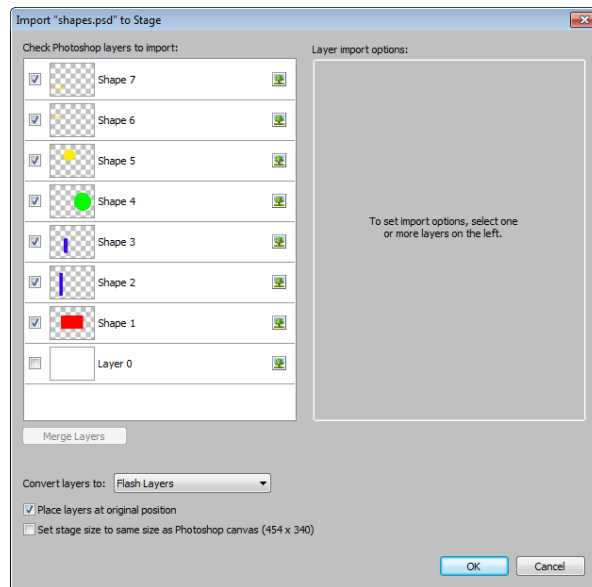 Import "shapes.psd" to Stage
Check Photoshop layers to import:
Layer import options:
Shape 7
Shape 6
Shape 5
Shape 4
Shape 3
Shape 2
Shape 1
Layer 0
To set import options, select one
or more layers on the left.
Merge Layers
Convert layers to: Flash Layers
Place layers at original position
Set stage size to same size as Photoshop canvas (454 x 340)
OK Cancel